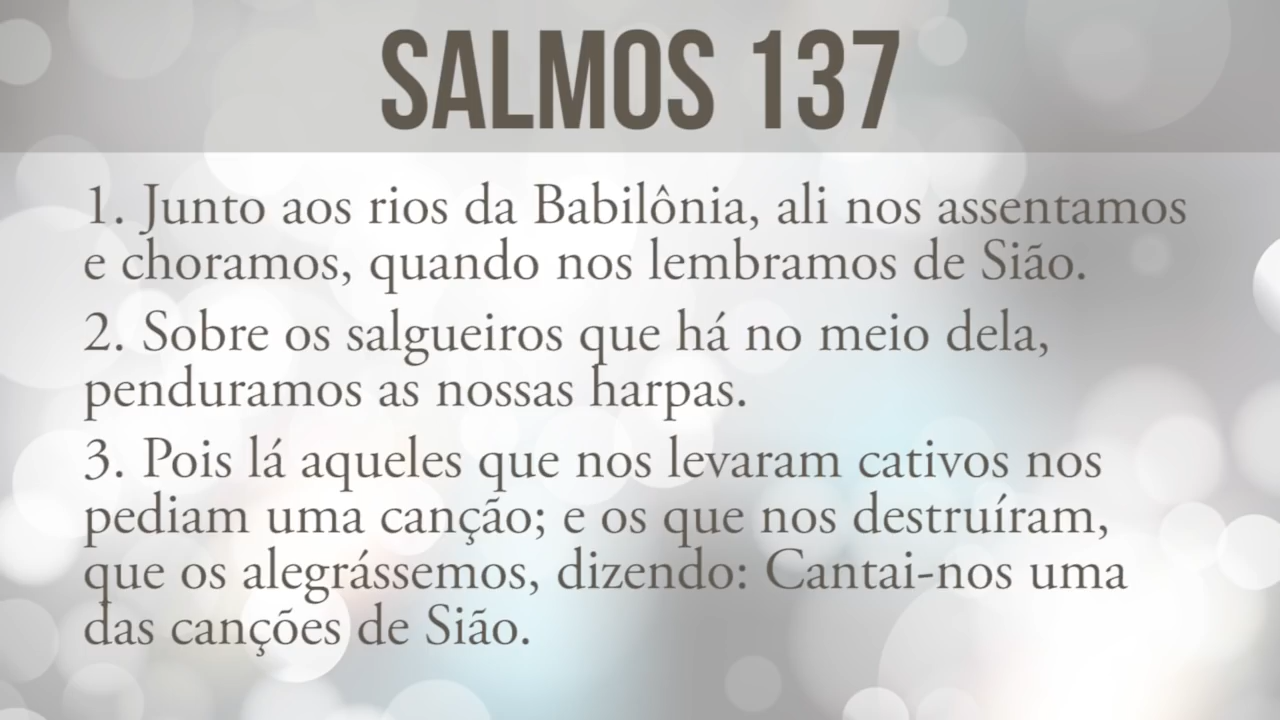 SALMOS 137
1. Junto aos rios da Babilônia, ali nos assentamos
e choramos, quando nos lembramos de Sião.
2. Sobre os salgueiros que há no meio dela,
penduramos as nossas harpas.
3. Pois lá aqueles que nos levaram cativos nos
pediam uma canção; e os que nos destruíram,
que os alegrássemos, dizendo: Cantai-nos uma
das canções de Sião.